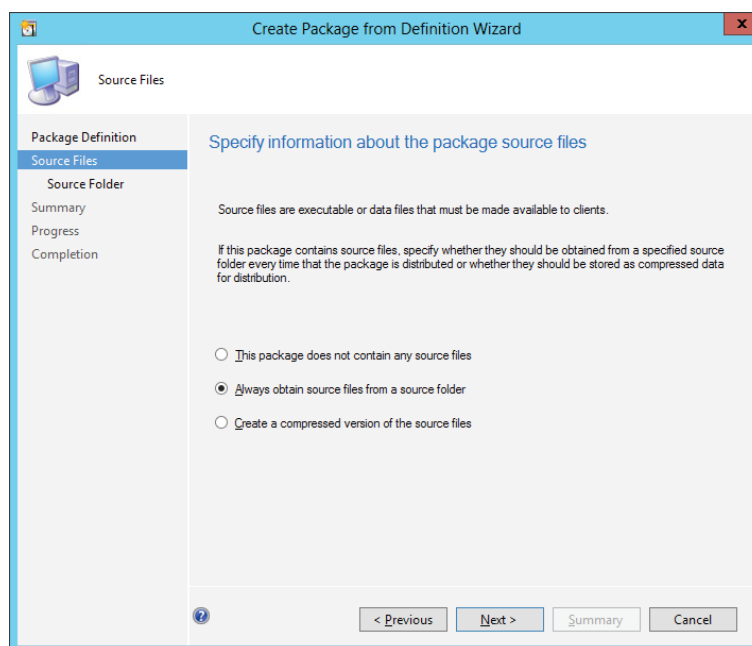 Create Package from Definition Wizard
x
Source Files
Package Definition
Source Files
Source Folder
Summary
Progress
Completion
Specify information about the package source files
Source files are executable or data files that must be made available to clients.
If this package contains source files, specify whether they should be obtained from a specified source
folder every time that the package is distributed or whether they should be stored as compressed data
for distribution.
This package does not contain any source files
Always obtain source files from a source folder
Create a compressed version of the source files
?
< Previous
Next >
Summary
Cancel